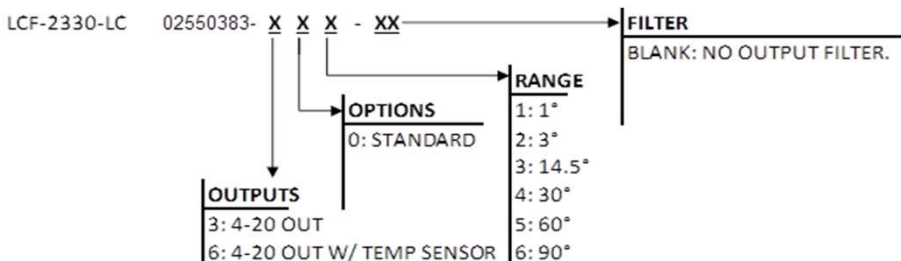 LCF-2330-LC 02550383- X X X - XX
FILTER
BLANK: NO OUTPUT FILTER.
RANGE
1: 1°
2: 3°
3: 14.5°
4: 30°
5: 60°
6: 90°
OPTIONS
0: STANDARD
OUTPUTS
3: 4-20 OUT
6: 4-20 OUT W/ TEMP SENSOR